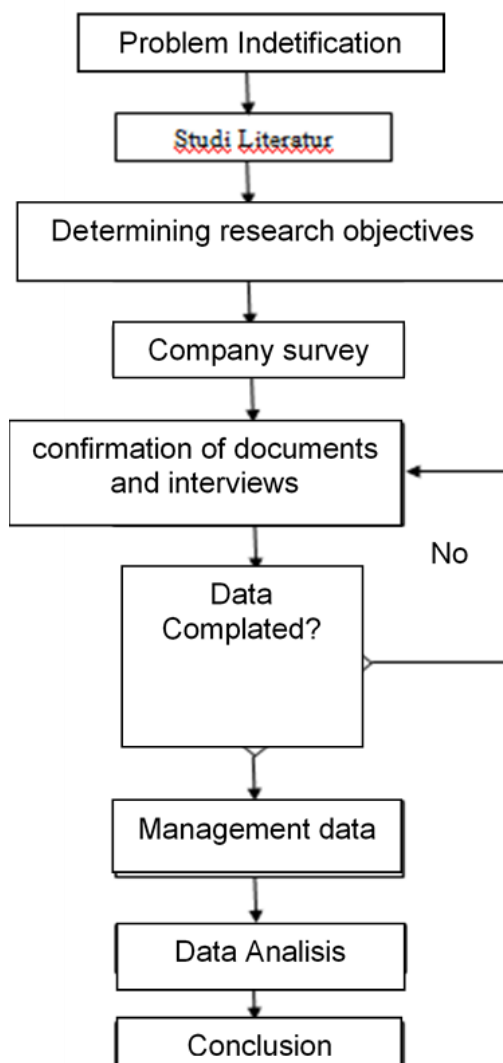 Problem Indetification
Studi Literatur
Determining research objectives
Company survey
confirmation of documents
and interviews
No
Data
Complated?
Management data
Data Analisis
Conclusion